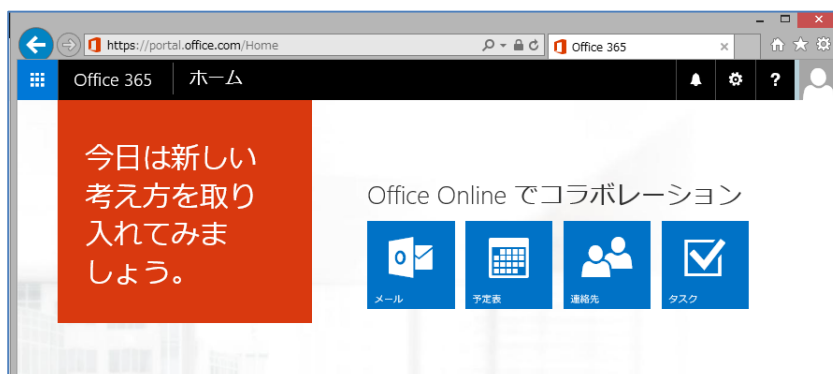 https://portal.office.com/Home
Office 365
Office 365
ホーム
?
今日は新しい
考え方を取り
入れてみま
しょう。
Office Online でコラボレーション
メール
予定表
連絡先
タスク